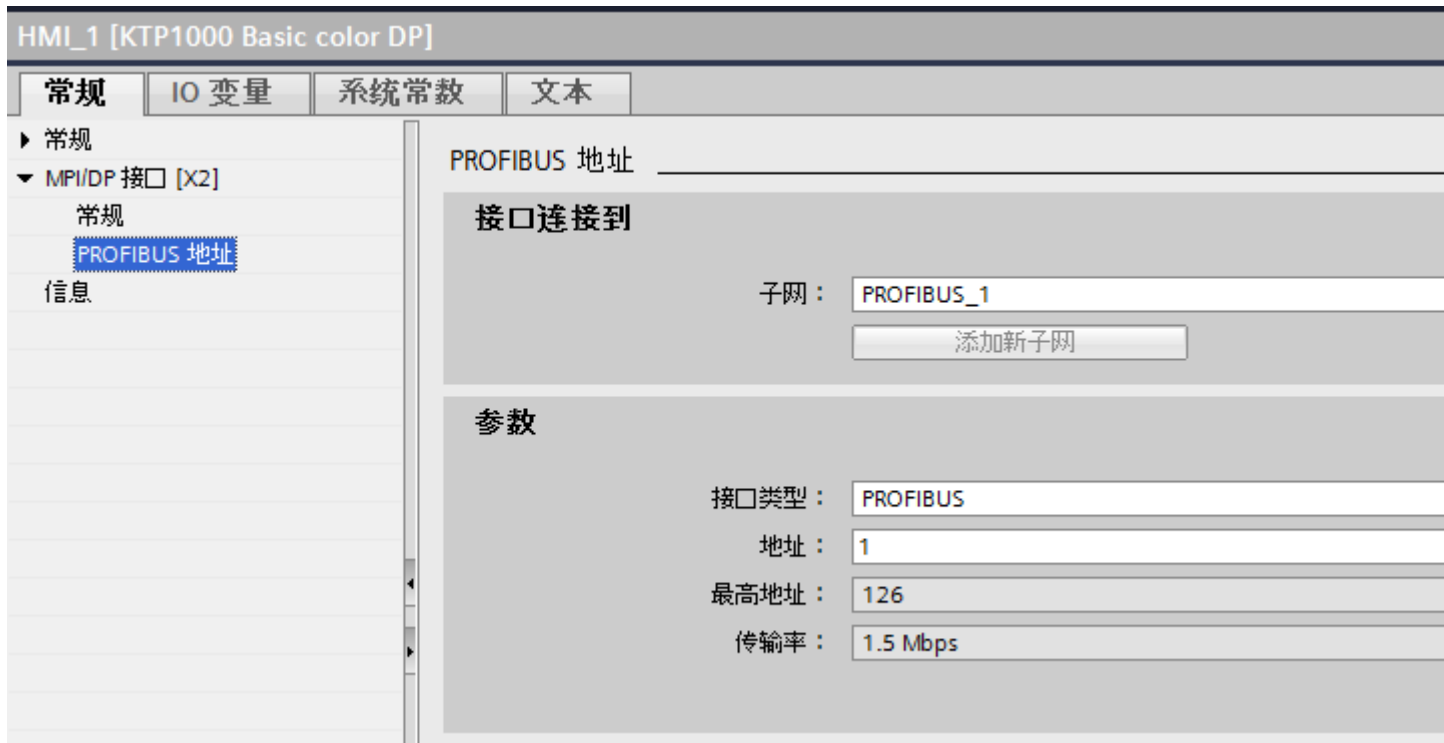 HMI_1 [KTP1000 Basic color DP]
常规 IO 变量 系统常数 文本
常规
MPI/DP 接口 [X2]
常规
PROFIBUS 地址
信息
PROFIBUS 地址
接口连接到
子网： PROFIBUS_1
添加新子网
参数
接口类型： PROFIBUS
地址： 1
最高地址： 126
传输率： 1.5 Mbps